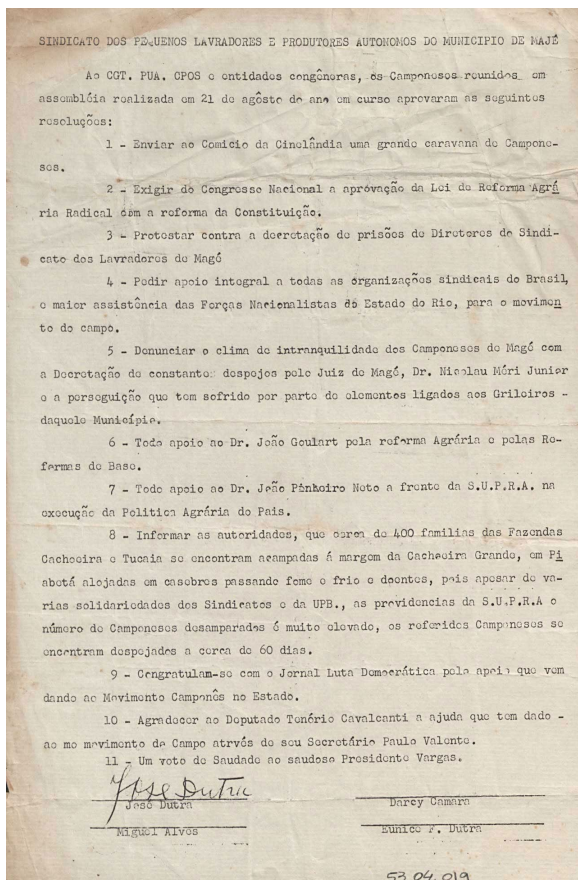 SINDICATO DOS PEQUENOS LAVRADORES E PRODUTORES AUTONOMOS DO MUNICIPIO DE MAJÉ
Ao CGT. PUA. CPOS e entidades congêneras, os Camponeses reunidos em
assembléia realizada em 21 de agôsto do ano em curso aprovaram as seguintes
resoluções:
1 - Enviar ao Comicio da Cinelândia uma grande caravana de Campone-
ses.
2 - Exigir do Congresso Nacional a aprovação da Lei de Reforma Agrá
ria Radical com a reforma da Constituição.
3 - Protestar contra a decretação de prisões de Diretores do Sindi-
cato dos Lavradores de Magé
4 - Pedir apoio integral a todas as organizações sindicais do Brasil,
e maior assistência das Forças Nacionalistas do Estado do Rio, para o movimen
to do campo.
5 - Denunciar o clima de intranquilidade dos Camponeses de Magé com
a Decretação de constantes despejos pelo Juiz de Magé, Dr. Nicolau Méri Junior
e a perseguição que tem sofrido por parte de elementos ligados aos Grileiros -
daquele Município.
6 - Todo apoio ao Dr. João Goulart pela reforma Agrária e pelas Re-
formas de Base.
7 - Todo apoio ao Dr. João Pinheiro Neto a frente da S.U.P.R.A. na
execução da Politica Agrária do Pais.
8 - Informar as autoridades, que cerca de 400 familias das Fazendas
Cachoeira e Tucaia se encontram acampadas á margem da Cachoeira Grande, em Pi
abetá alojadas em casebres passando fome e frio e doentes, pois apesar de va-
rias solidariedades dos Sindicatos e da UPB., as providencias da S.U.P.R.A o
número de Camponeses desamparados é muito elevado, os referidos Camponeses se
encontram despejados a cerca de 60 dias.
9 - Congratulam-se com o Jornal Luta Democrática pelo apoio que vem
dando ao Movimento Camponês no Estado.
10 - Agradecer ao Deputado Tenério Cavalcanti a ajuda que tem dado -
ao mo movimento de Campo atrvés de seu Secretário Paulo Valente.
11 - Um voto de Saudade ao saudoso Presidente Vargas.
José Dutra
José Dutra
Darcy Camara
Miguel Alves
Eunice F. Dutra
53.04.019